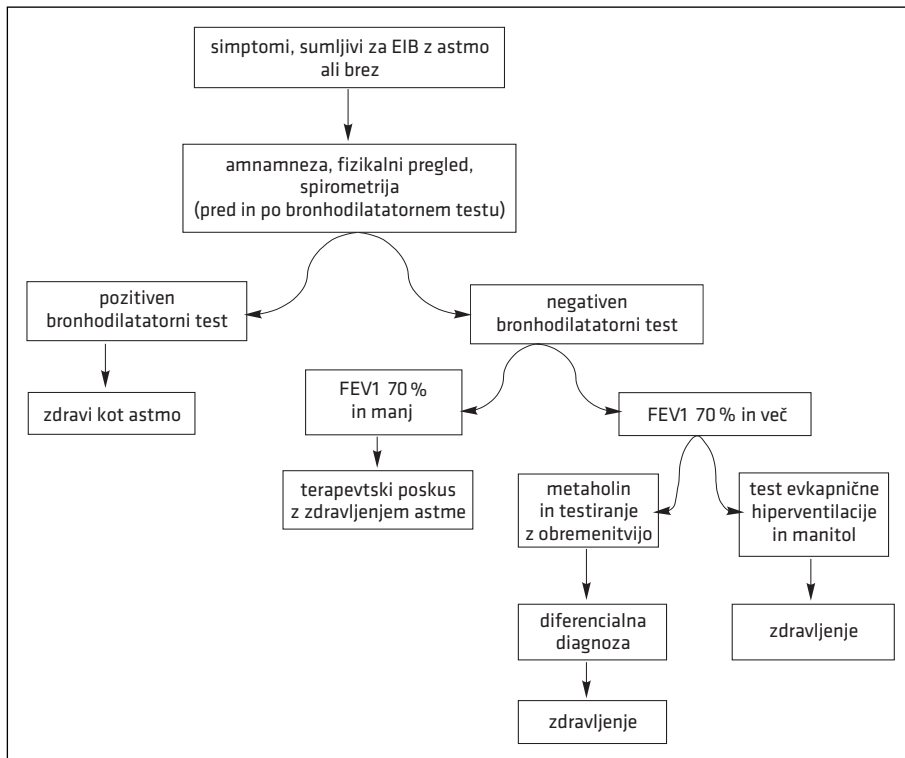 simptomi, sumljivi za EIB z astmo
ali brez
amnamneza, fizikalni pregled,
spirometrija
(pred in po bronhodilatatornem testu)
pozitiven
bronhodilatatorni test
negativen
bronhodilatatorni test
zdravi kot astmo
FEV1 70 %
in manj
FEV1 70 % in več
terapevtski poskus
z zdravljenjem astme
metaholin
in testiranje
z obremenitvijo
test evkapnične
hiperventilacije
in manitol
diferencialna
diagnoza
zdravljenje
zdravljenje